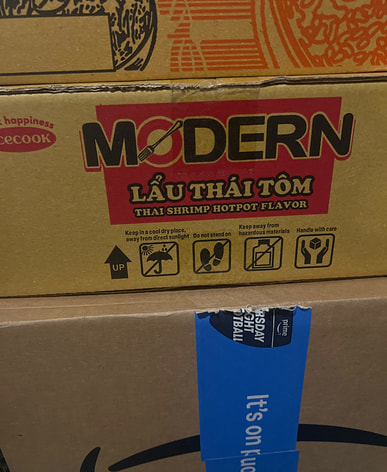 happiness
MODERN
LẨU THÁI TÔM
THAI SHRIMP HOTPOT FLAVOR
Keep in a cool dry place,
away from direct sunlight
Do not stand on
Keep away from
hazardous materials
Handle with care
UP
prime
It's on